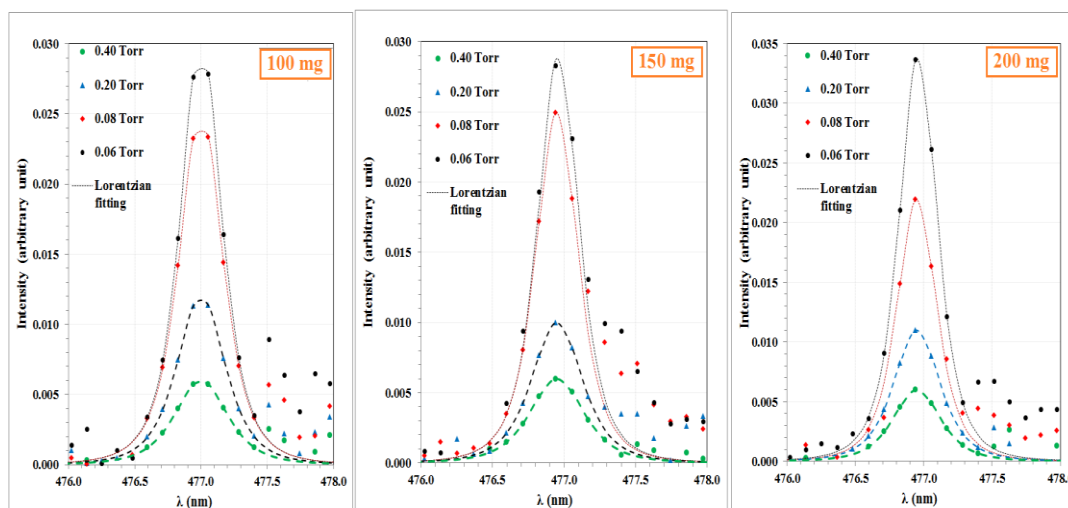 0.030
0.025
0.020
0.015
0.010
0.005
0.000
Intensity (arbitrary unit)
0.40 Torr
0.20 Torr
0.08 Torr
0.06 Torr
Lorentzian
fitting
100 mg
476.0
476.5
477.0
477.5
478.0
λ (nm)
0.030
0.025
0.020
0.015
0.010
0.005
0.000
Intensity (arbitrary unit)
0.40 Torr
0.20 Torr
0.08 Torr
0.06 Torr
Lorentzian
fitting
150 mg
476.0
476.5
477.0
477.5
478.0
λ (nm)
0.035
0.030
0.025
0.020
0.015
0.010
0.005
0.000
Intensity (arbitrary unit)
0.40 Torr
0.20 Torr
0.08 Torr
0.06 Torr
Lorentzian
fitting
200 mg
476.0
476.5
477.0
477.5
478.
λ (nm)